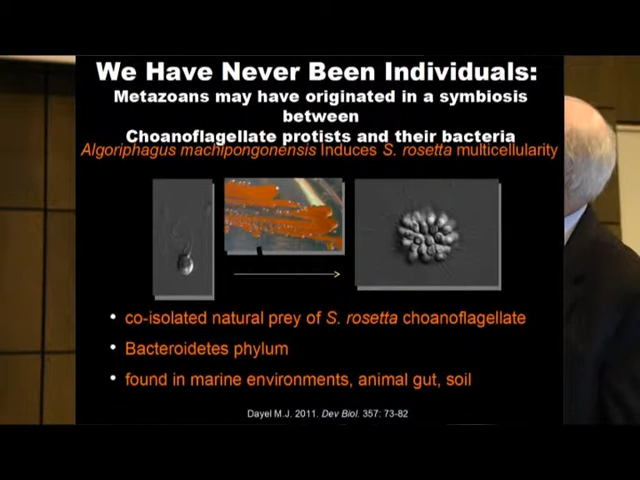 We Have Never Been Individuals:
Metazoans may have originated in a symbiosis
between
Choanoflagellate protists and their bacteria
Algoriphagus machipongonensis Induces S. rosetta multicellularity
• co-isolated natural prey of S. rosetta choanoflagellate
• Bacteroidetes phylum
• found in marine environments, animal gut, soil
Dayel M.J. 2011. Dev Biol. 357: 73-82